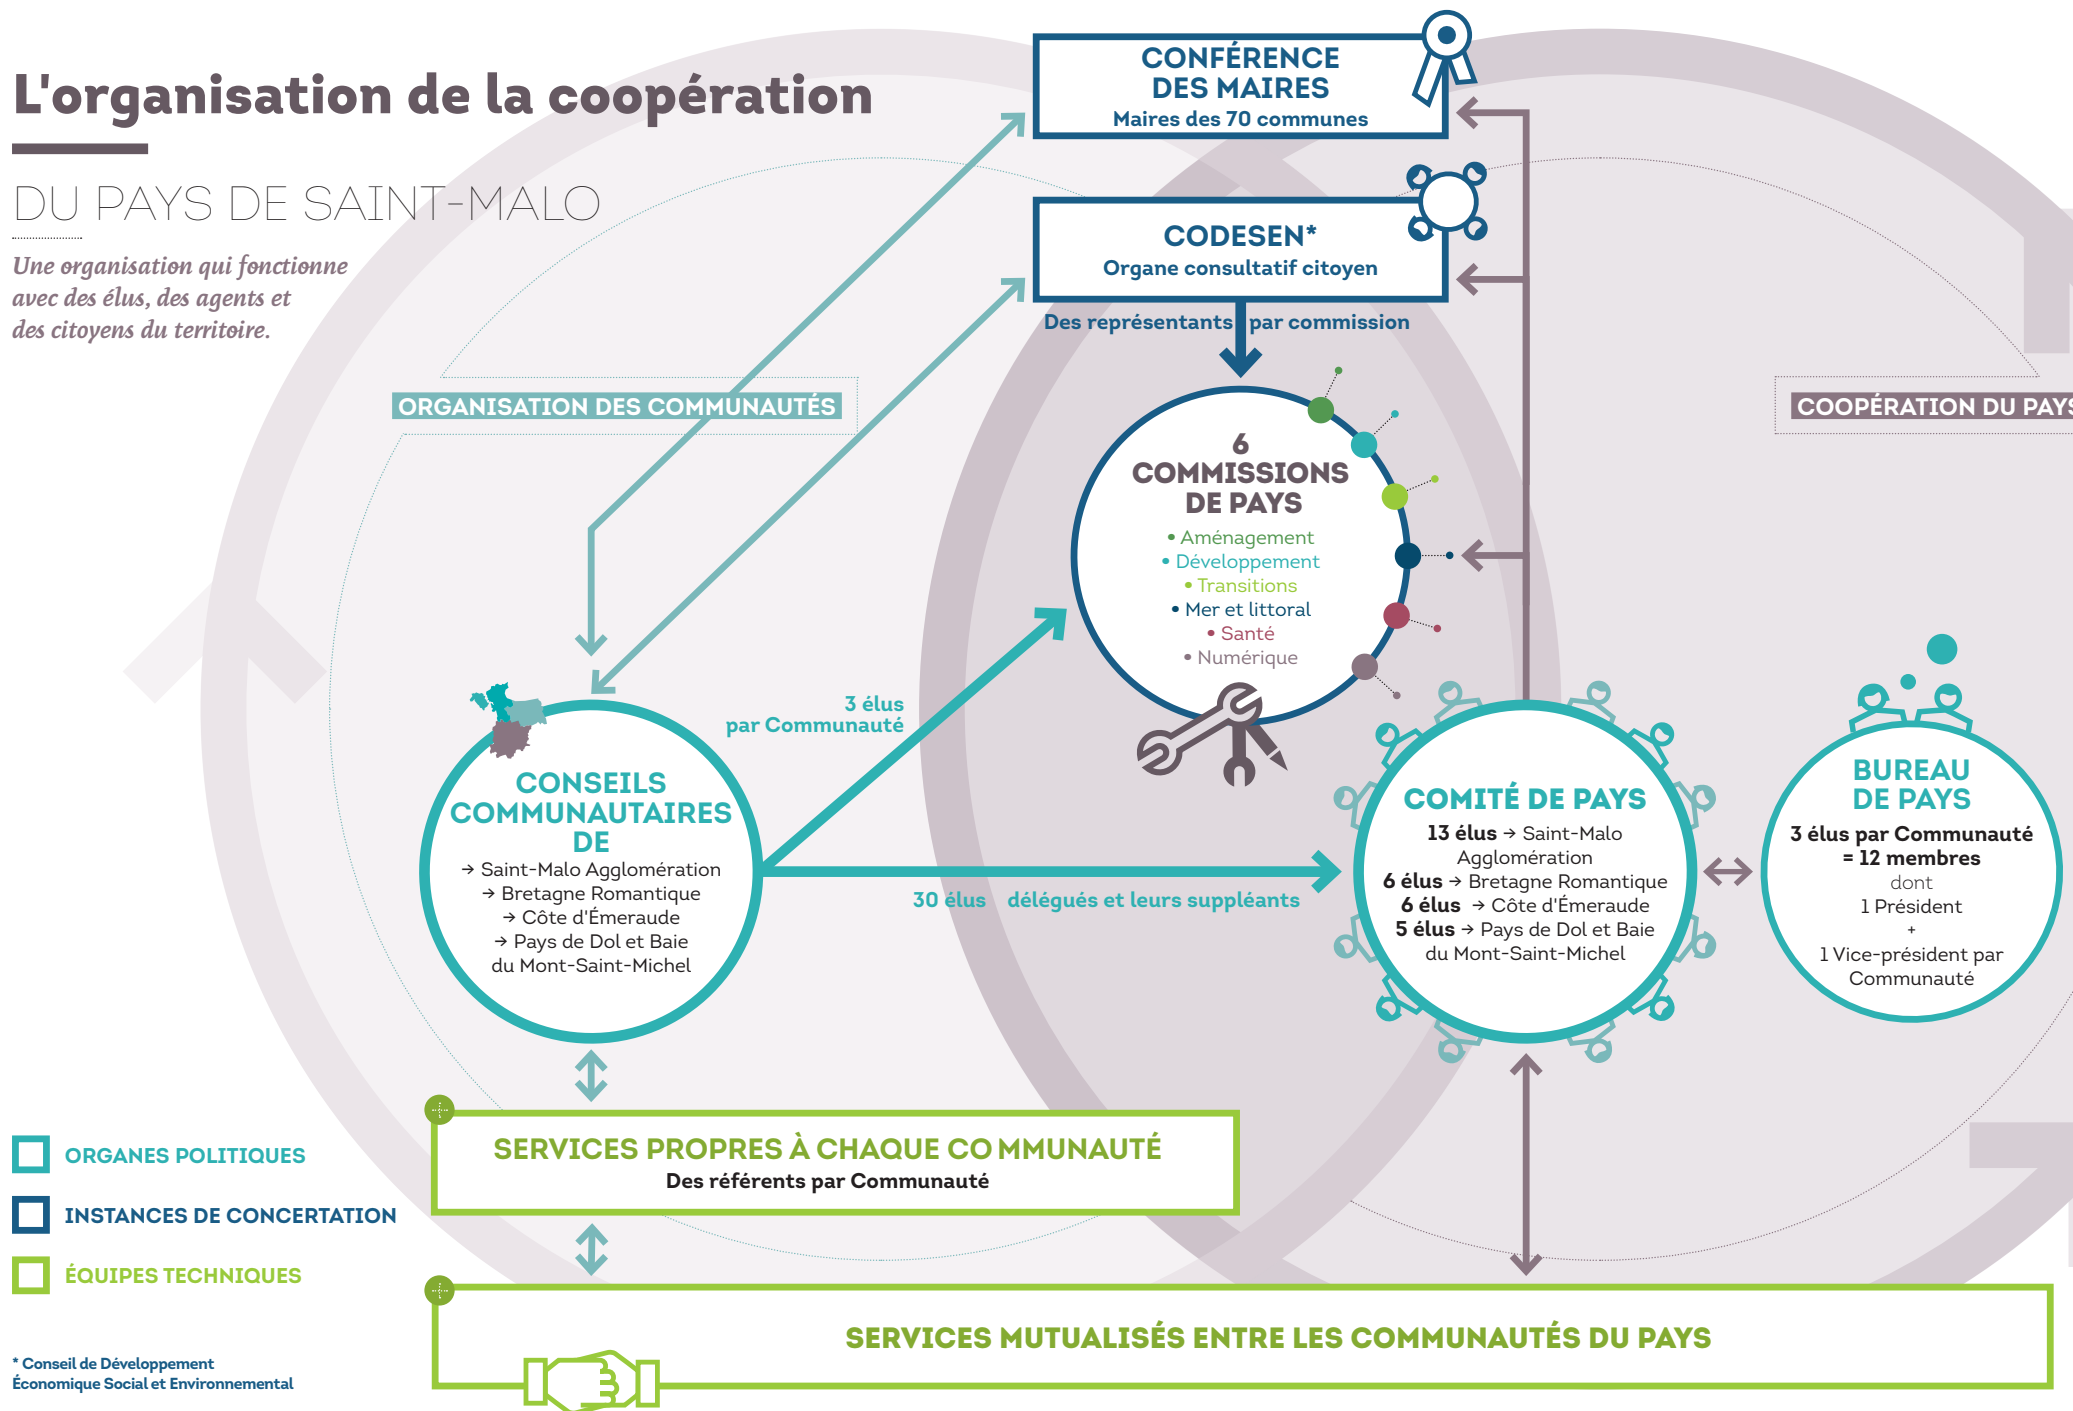 L'organisation de la coopération
DU PAYS DE SAINT-MALO
Une organisation qui fonctionne
avec des élus, des agents et
des citoyens du territoire.
CONFÉRENCE
DES MAIRES
Maires des 70 communes
CODESEN*
Organe consultatif citoyen
Des représentants par commission
ORGANISATION DES COMMUNAUTÉS
COOPÉRATION DU PAYS
6
COMMISSIONS
DE PAYS
• Aménagement
• Développement
• Transitions
• Mer et littoral
• Santé
• Numérique
3 élus
par Communauté
CONSEILS
COMMUNAUTAIRES
DE
→ Saint-Malo Agglomération
→ Bretagne Romantique
→ Côte d'Émeraude
→ Pays de Dol et Baie
du Mont-Saint-Michel
30 élus délégués et leurs suppléants
COMITÉ DE PAYS
13 élus → Saint-Malo
Agglomération
6 élus → Bretagne Romantique
6 élus → Côte d'Émeraude
5 élus → Pays de Dol et Baie
du Mont-Saint-Michel
BUREAU
DE PAYS
3 élus par Communauté
= 12 membres
dont
1 Président
+
1 Vice-président par
Communauté
SERVICES PROPRES À CHAQUE CO MMUNAUTÉ
Des référents par Communauté
SERVICES MUTUALISÉS ENTRE LES COMMUNAUTÉS DU PAYS
ORGANES POLITIQUES
INSTANCES DE CONCERTATION
ÉQUIPES TECHNIQUES
* Conseil de Développement
Économique Social et Environnemental